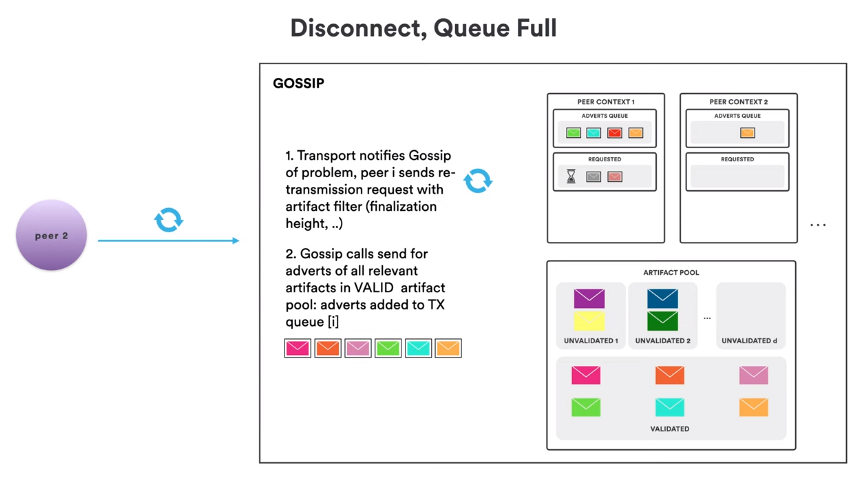 Disconnect, Queue Full
GOSSIP
1. Transport notifies Gossip
of problem, peer i sends re-
transmission request with
artifact filter (finalization
height, ..)
2. Gossip calls send for
adverts of all relevant
artifacts in VALID artifact
pool: adverts added to TX
queue [i]
peer 2
PEER CONTEXT 1
ADVERTS QUEUE
REQUESTED
PEER CONTEXT 2
ADVERTS QUEUE
REQUESTED
...
ARTIFACT POOL
UNVALIDATED 1
UNVALIDATED 2
...
UNVALIDATED d
VALIDATED